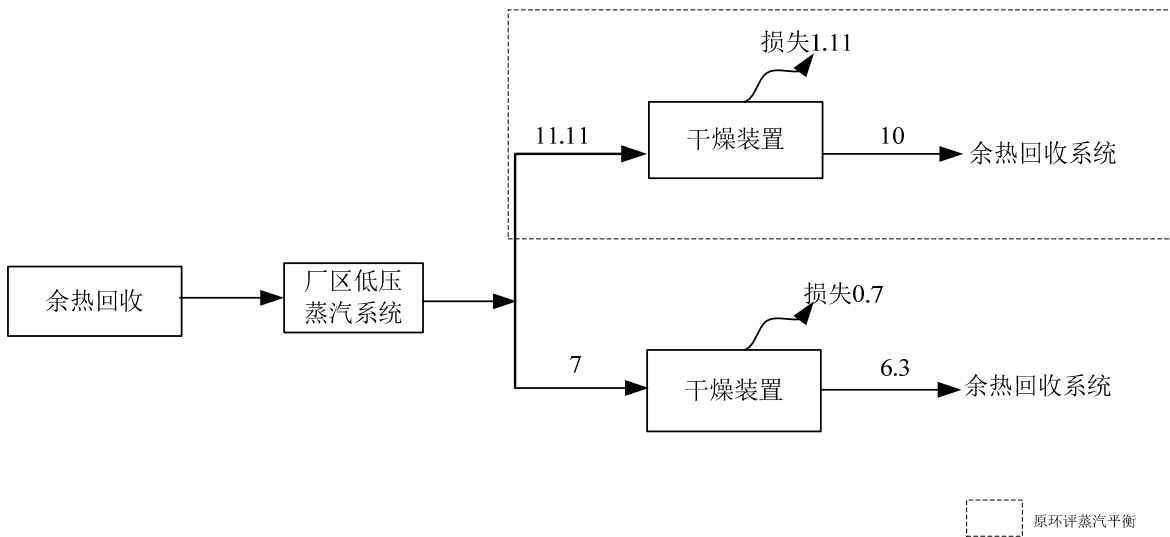 损失1.11
11.11
干燥装置
10
余热回收系统
余热回收
厂区低压
蒸汽系统
损失0.7
7
干燥装置
6.3
余热回收系统
原环评蒸汽平衡